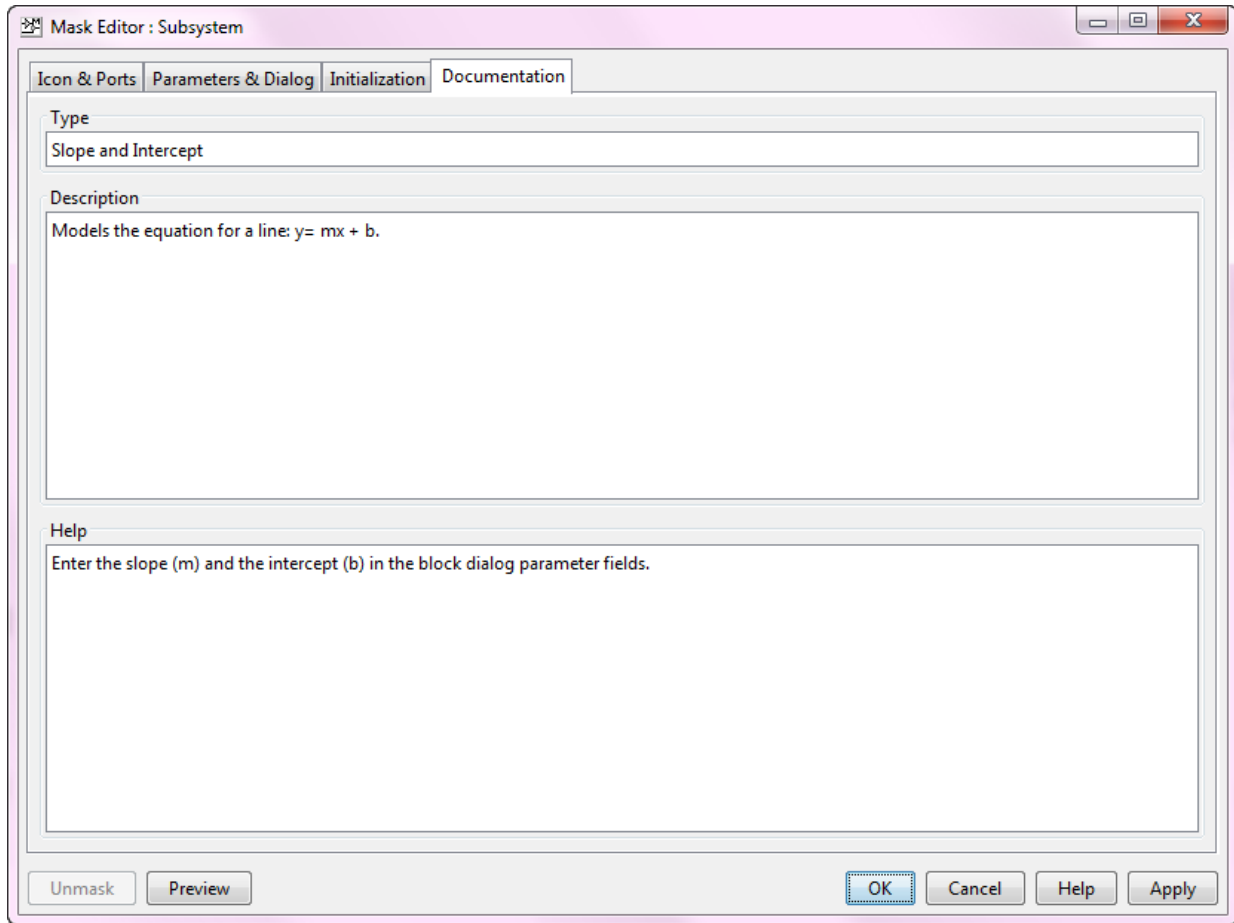 Mask Editor : Subsystem
Icon & Ports Parameters & Dialog Initialization Documentation
Type
Slope and Intercept
Description
Models the equation for a line: y= mx + b.
Help
Enter the slope (m) and the intercept (b) in the block dialog parameter fields.
Unmask Preview OK Cancel Help Apply